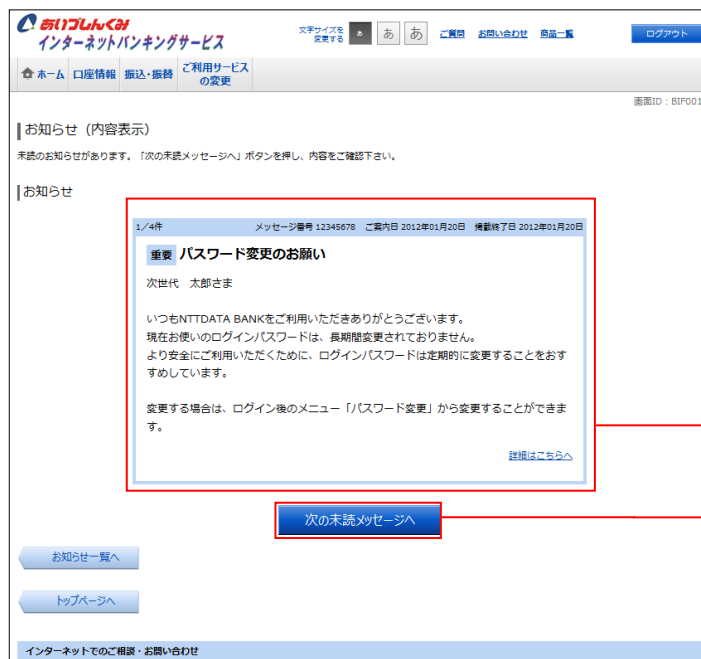 あいづしんくみ
インターネットバンキングサービス
文字サイズを
変更する
あ あ あ
ご質問 お問い合わせ 商品一覧
ログアウト
ホーム 口座情報 振込・振替 ご利用サービス
の変更
画面ID：BIF001
お知らせ（内容表示）
未読のお知らせがあります。「次の未読メッセージへ」ボタンを押し、内容をご確認下さい。
お知らせ
1／4件 メッセージ番号 12345678 ご案内日 2012年01月20日 掲載終了日 2012年01月20日
重要 パスワード変更のお願い
次世代 太郎さま
いつもNTTDATA BANKをご利用いただきありがとうございます。
現在お使いのログインパスワードは、長期間変更されておりません。
より安全にご利用いただくために、ログインパスワードは定期的に変更することをおす
すめしています。
変更する場合は、ログイン後のメニュー「パスワード変更」から変更することができま
す。
詳細はこちらへ
次の未読メッセージへ
お知らせ一覧へ
トップページへ
インターネットでのご相談・お問い合わせ